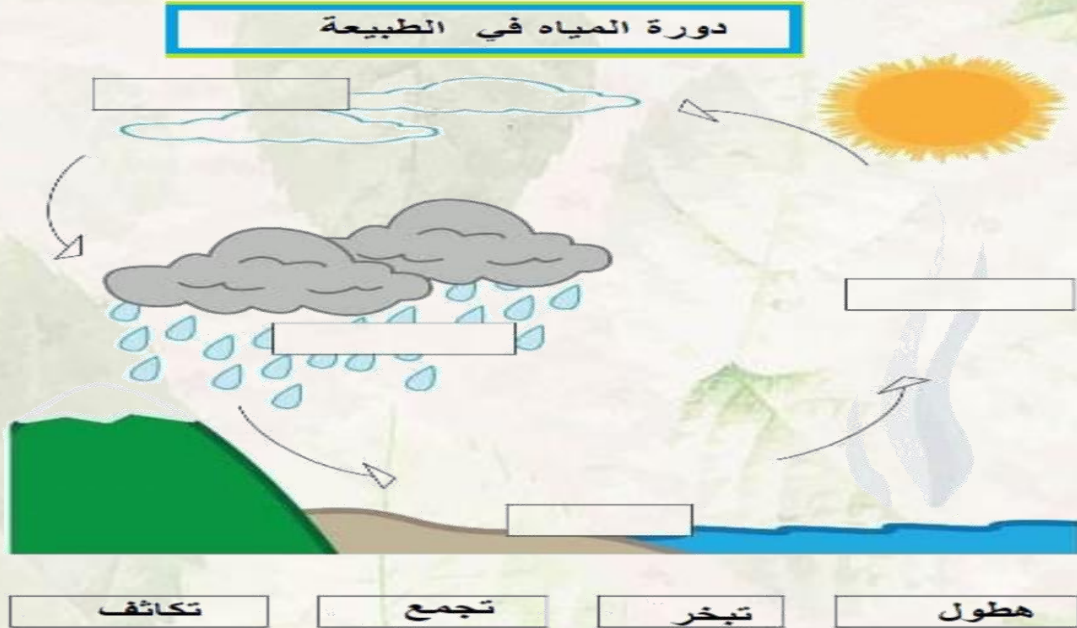 دورة المياه في الطبيعة
هطول تبخر تجمع تكاثف